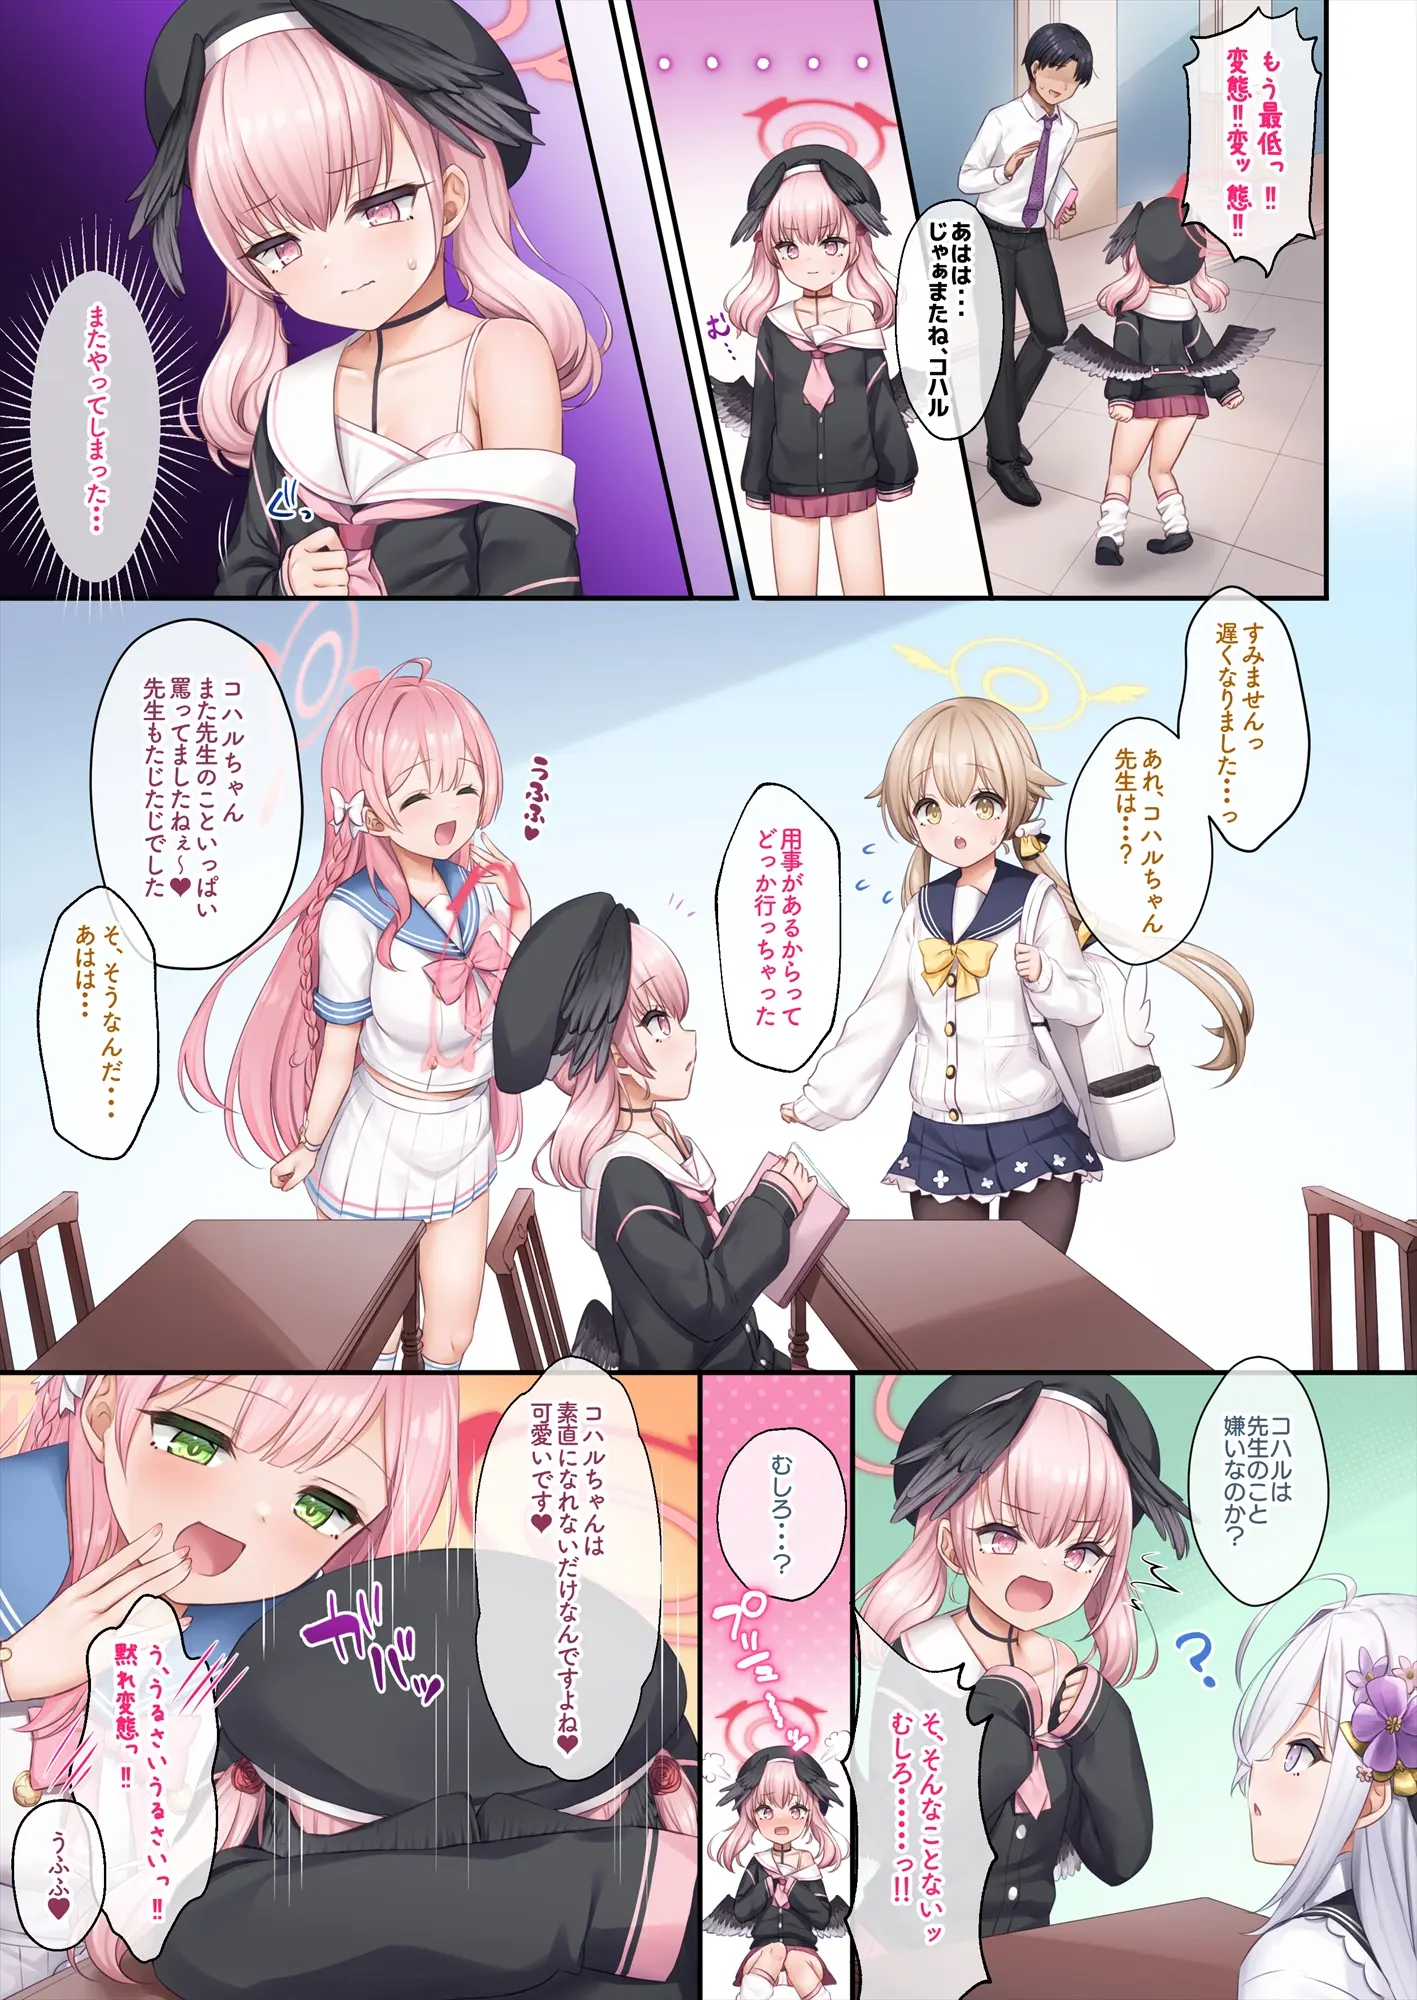 もう最低っ!!
変態!!変ッ態!!
あはは・・・
じゃぁまたね、コハル
む・・・
またやってしまった・・・
ぐっ
すみませんっ
遅くなりました・・・っ
あれ、コハルちゃん
先生は・・・?
用事があるからって
どっか行っちゃった
うふふ♥
コハルちゃん
また先生のこといっぱい
罵ってましたねぇ～♥
先生もたじたじでした
そ、そうなんだ・・・
あはは・・・
コハルは
先生のこと
嫌いなのか?
?
そ、そんなことないッ
むしろ・・・・・・っ!!
むしろ・・・?
プシュ～
コハルちゃんは
素直になれないだけなんですよね♥
可愛いです♥
ガバッ
う、うるさいうるさいっ!!
黙れ変態っ!!
うふふ♥